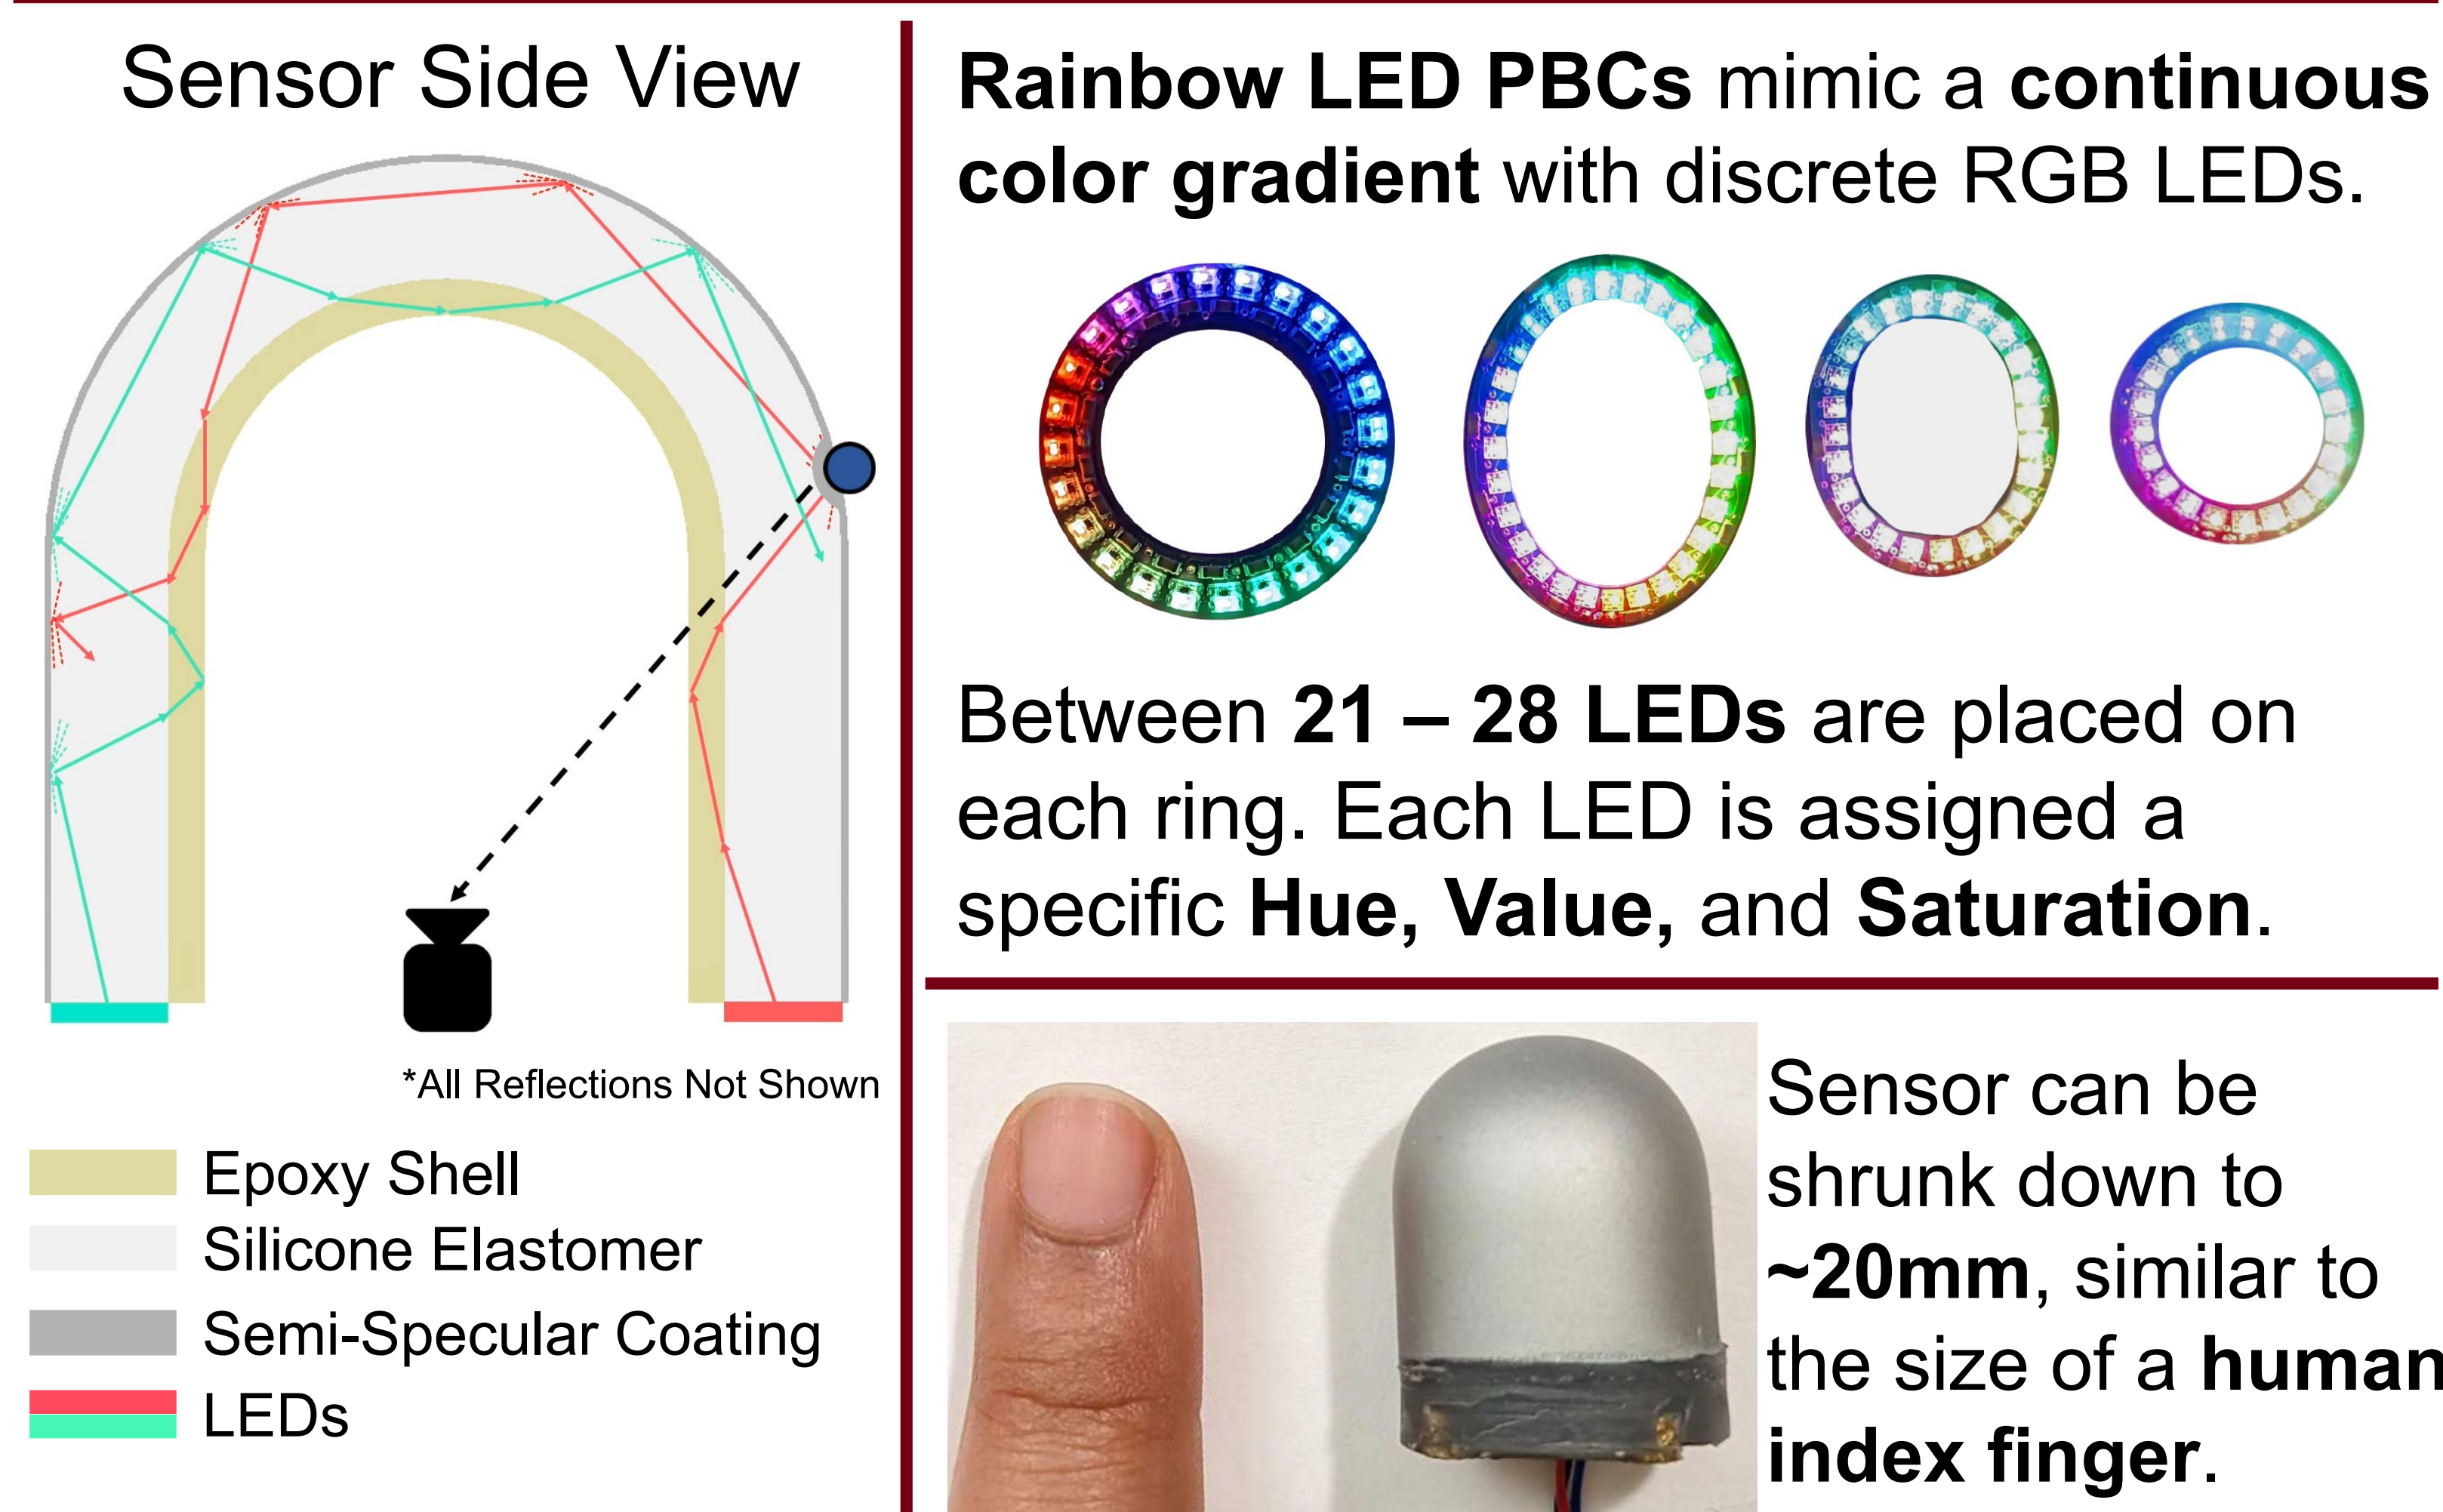 Sensor Side View
*All Reflections Not Shown
Epoxy Shell
Silicone Elastomer
Semi-Specular Coating
LEDs
Rainbow LED PBCs mimic a continuous
color gradient with discrete RGB LEDs.
Between 21 – 28 LEDs are placed on
each ring. Each LED is assigned a
specific Hue, Value, and Saturation.
Sensor can be
shrunk down to
~20mm, similar to
the size of a human
index finger.